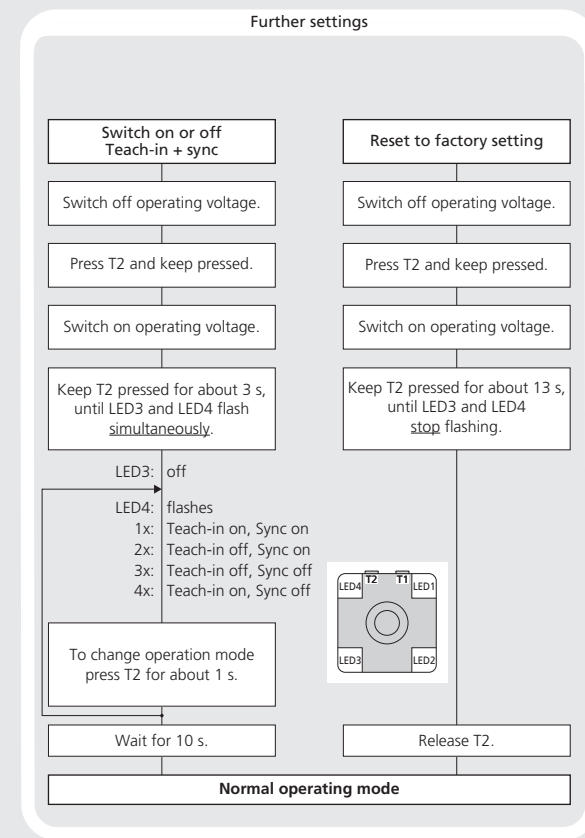 Further settings
Switch on or off
Teach-in + sync
Switch off operating voltage.
Press T2 and keep pressed.
Switch on operating voltage.
Keep T2 pressed for about 3 s,
until LED3 and LED4 flash
simultaneously.
LED3: off
LED4: flashes
1x: Teach-in on, Sync on
2x: Teach-in off, Sync on
3x: Teach-in off, Sync off
4x: Teach-in on, Sync off
To change operation mode
press T2 for about 1 s.
Wait for 10 s.
Reset to factory setting
Switch off operating voltage.
Press T2 and keep pressed.
Switch on operating voltage.
Keep T2 pressed for about 13 s,
until LED3 and LED4
stop flashing.
LED4 T2 T1 LED1
LED3 LED2
Release T2.
Normal operating mode